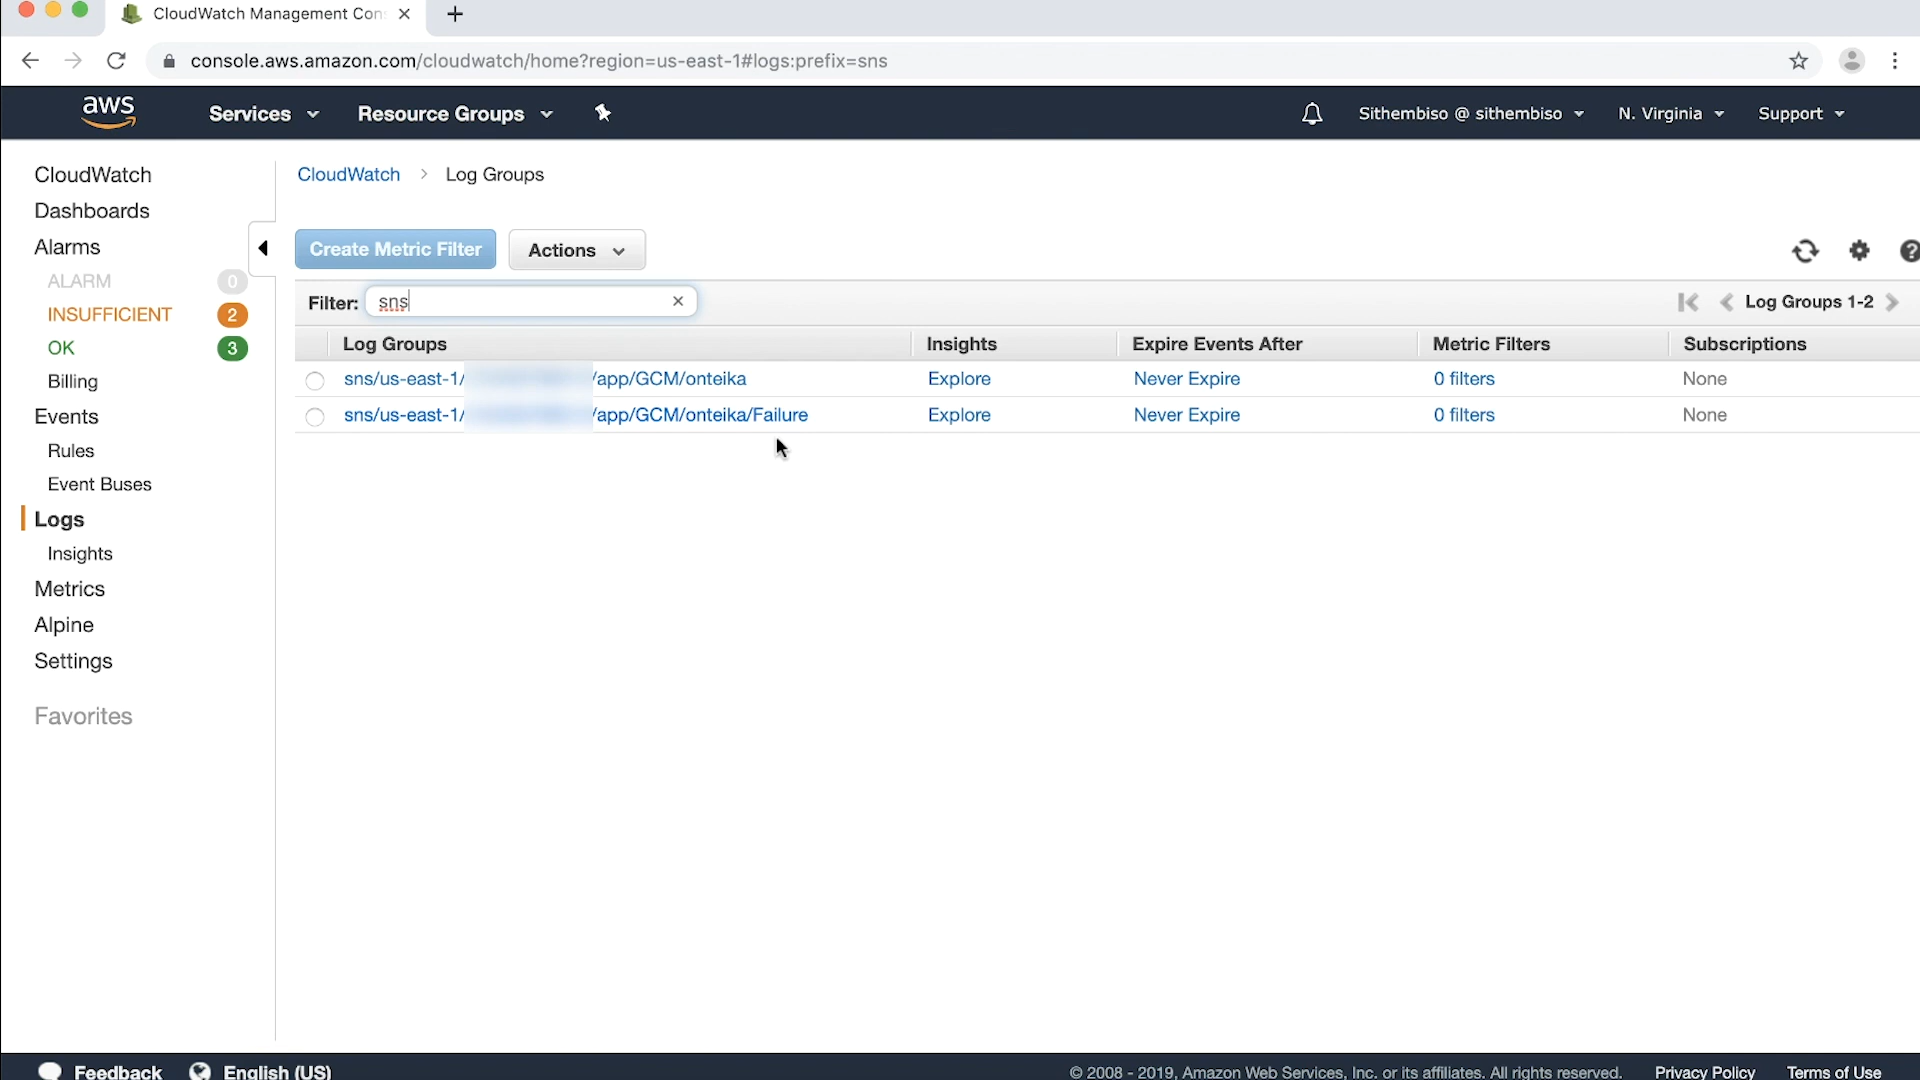 CloudWatch Management Con
console.aws.amazon.com/cloudwatch/home?region=us-east-1#logs:prefix=sns
aws Services Resource Groups Sithembiso @ sithembiso N. Virginia Support
CloudWatch
Dashboards
Alarms
ALARM 0
INSUFFICIENT 2
OK 3
Billing
Events
Rules
Event Buses
Logs
Insights
Metrics
Alpine
Settings
Favorites
CloudWatch > Log Groups
Create Metric Filter Actions
Filter: sns Log Groups 1-2
Log Groups Insights Expire Events After Metric Filters Subscriptions
sns/us-east-1/ /app/GCM/onteika Explore Never Expire 0 filters None
sns/us-east-1/ /app/GCM/onteika/Failure Explore Never Expire 0 filters None
Feedback English (US) © 2008 - 2019, Amazon Web Services, Inc. or its affiliates. All rights reserved. Privacy Policy Terms of Use